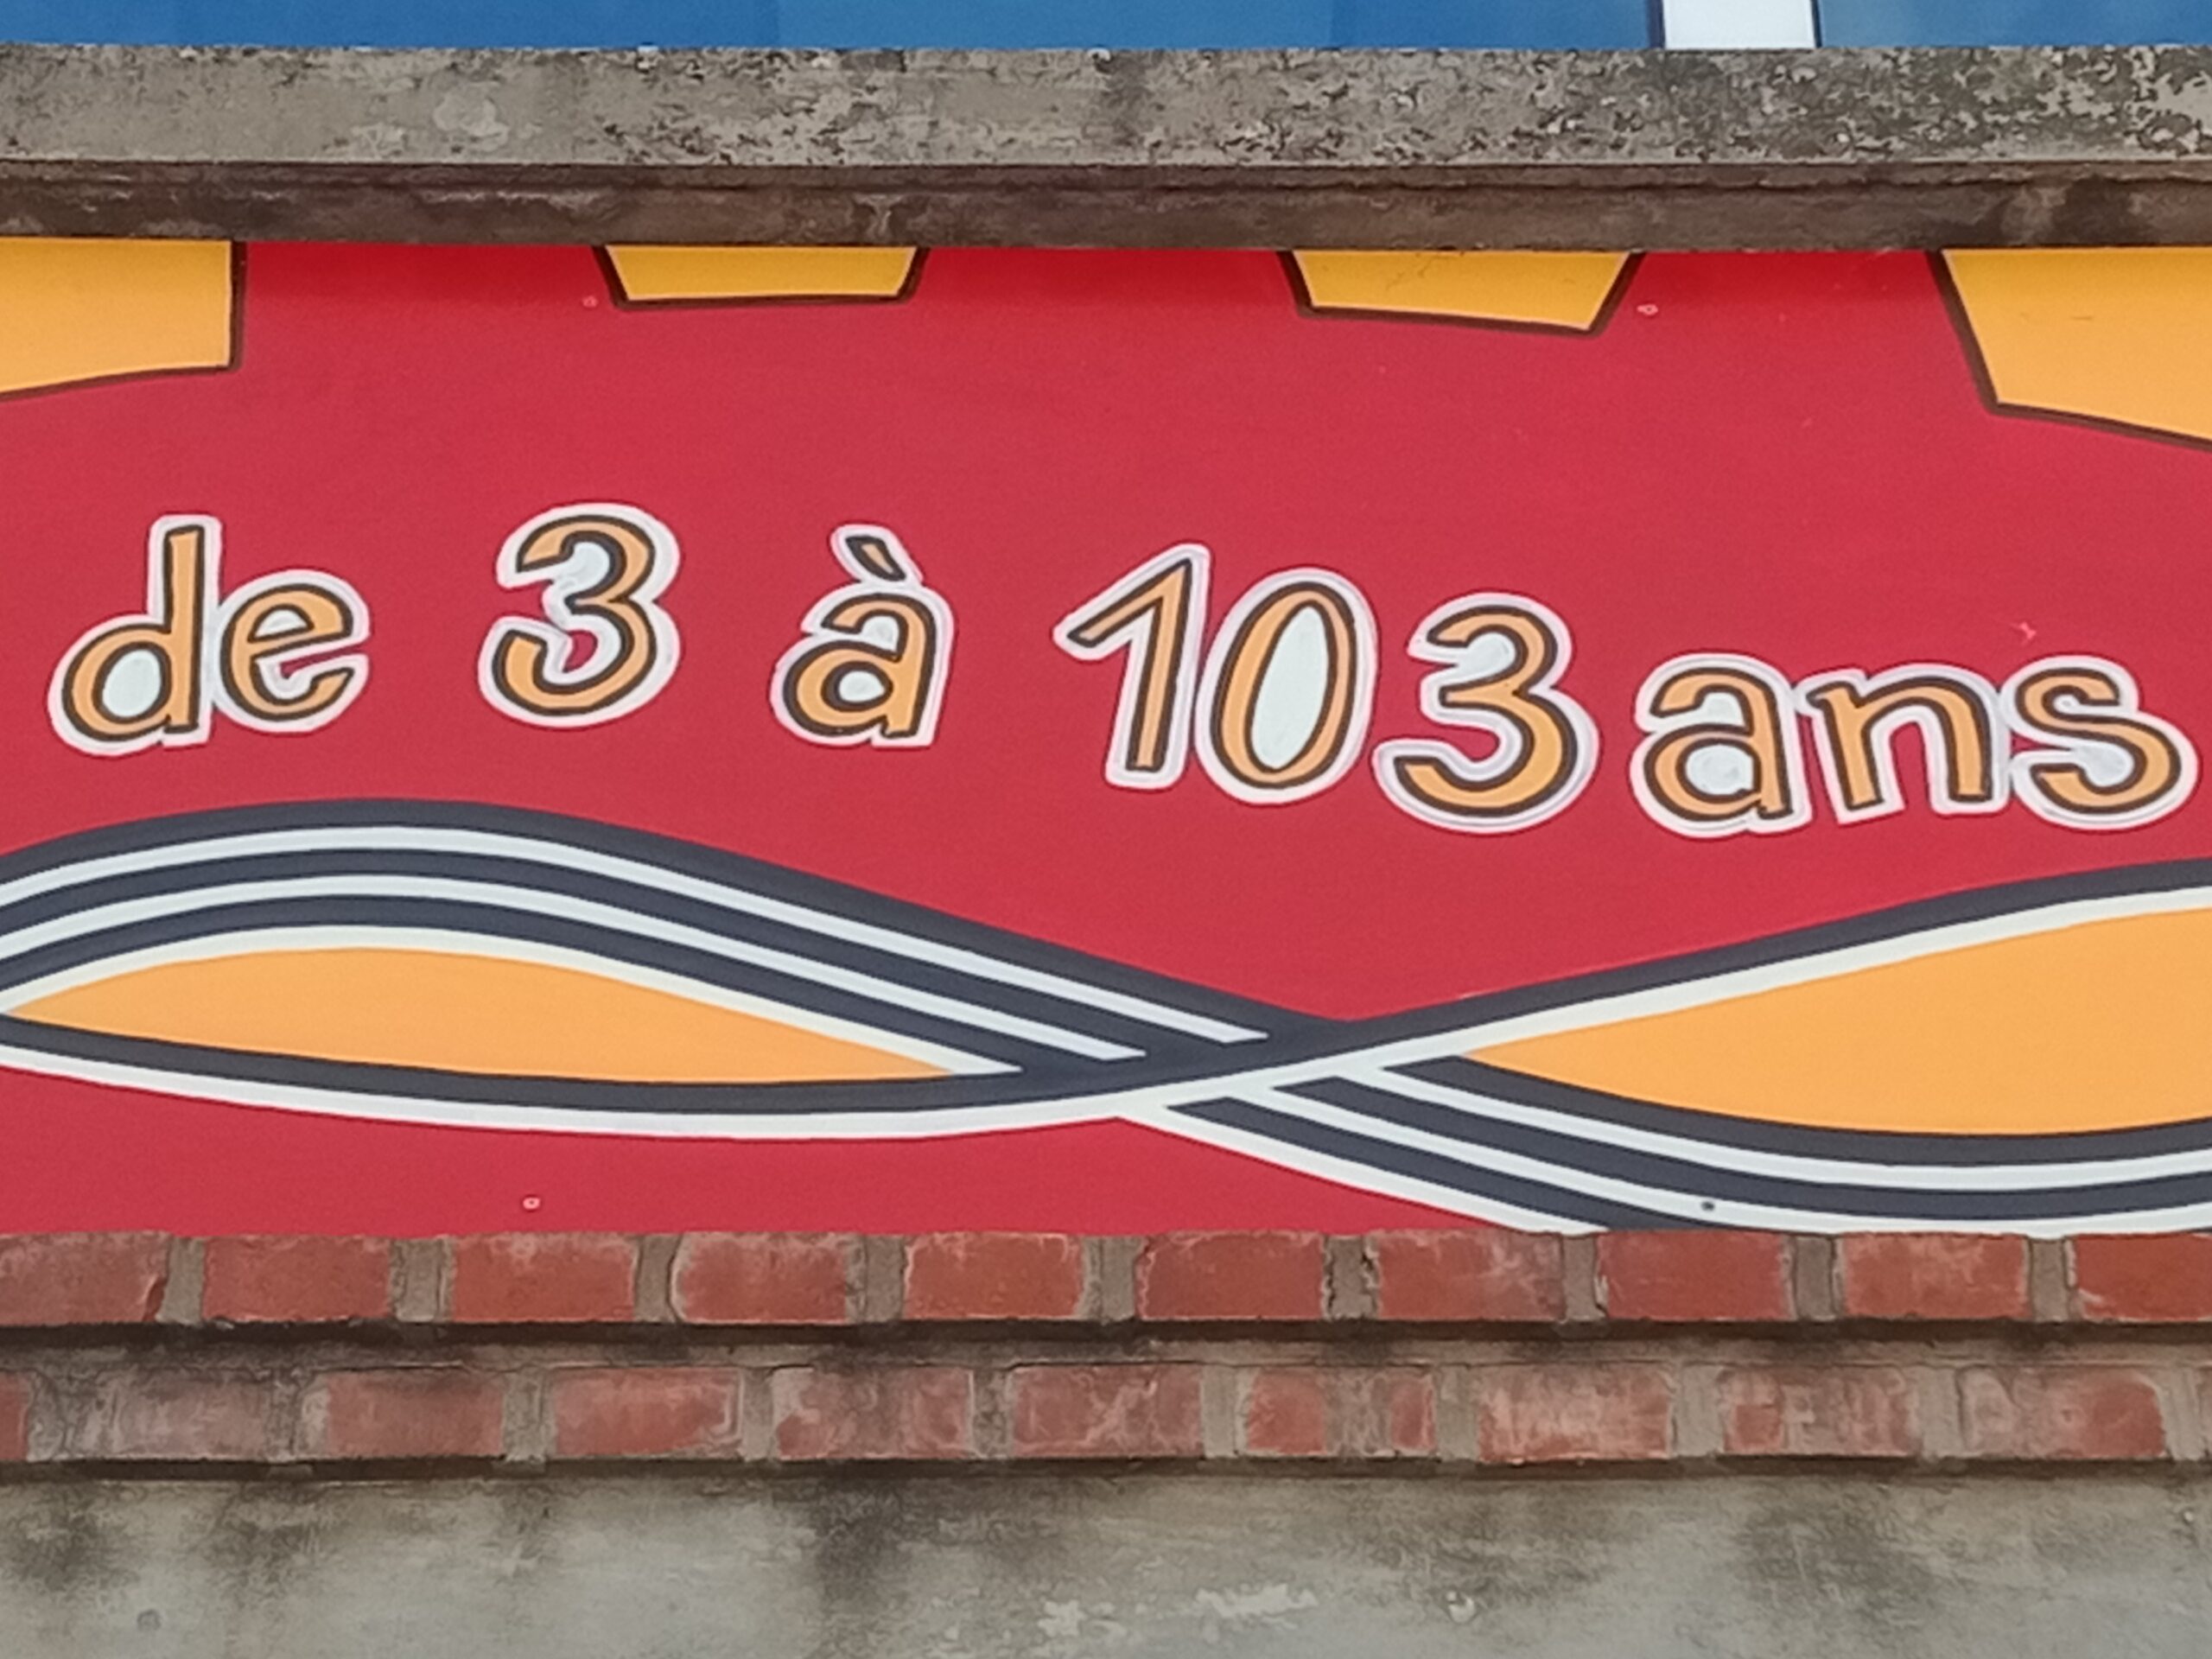 de 3 à 103 ans